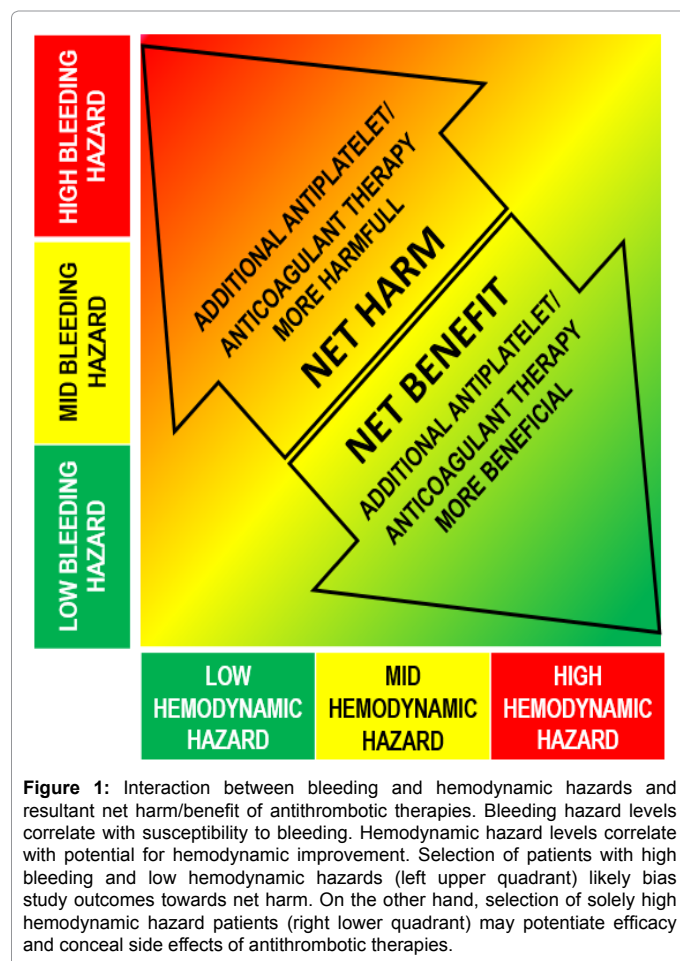 HIGH BLEEDING
HAZARD
MID BLEEDING
HAZARD
LOW BLEEDING
HAZARD
ADDITIONAL ANTIPLATELET/
ANTICOAGULANT THERAPY
MORE HARMFULL
NET HARM
NET BENEFIT
ADDITIONAL ANTIPLATELET/
ANTICOAGULANT THERAPY
MORE BENEFICIAL
LOW
HEMODYNAMIC
HAZARD
MID
HEMODYNAMIC
HAZARD
HIGH
HEMODYNAMIC
HAZARD
Figure 1: Interaction between bleeding and hemodynamic hazards and
resultant net harm/benefit of antithrombotic therapies. Bleeding hazard levels
correlate with susceptibility to bleeding. Hemodynamic hazard levels correlate
with potential for hemodynamic improvement. Selection of patients with high
bleeding and low hemodynamic hazards (left upper quadrant) likely bias
study outcomes towards net harm. On the other hand, selection of solely high
hemodynamic hazard patients (right lower quadrant) may potentiate efficacy
and conceal side effects of antithrombotic therapies.